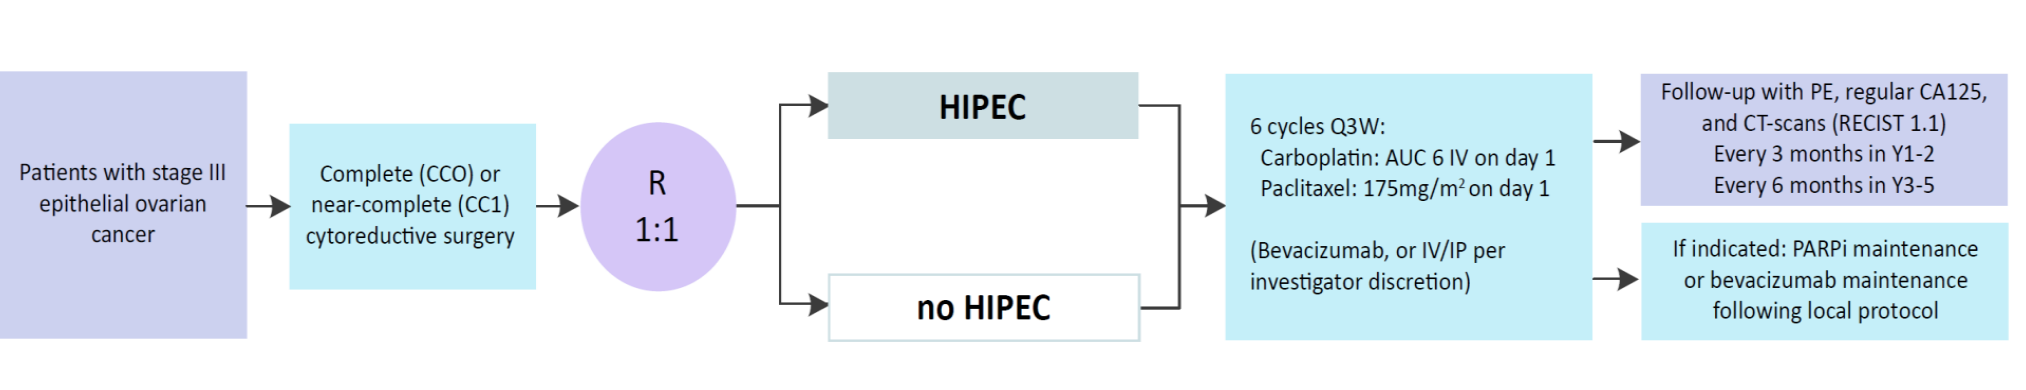 Patients with stage III
epithelial ovarian
cancer
Complete (CCO) or
near-complete (CC1)
cytoreductive surgery
R
1:1
HIPEC
no HIPEC
6 cycles Q3W:
Carboplatin: AUC 6 IV on day 1
Paclitaxel: 175mg/m² on day 1
(Bevacizumab, or IV/IP per
investigator discretion)
Follow-up with PE, regular CA125,
and CT-scans (RECIST 1.1)
Every 3 months in Y1-2
Every 6 months in Y3-5
If indicated: PARPi maintenance
or bevacizumab maintenance
following local protocol